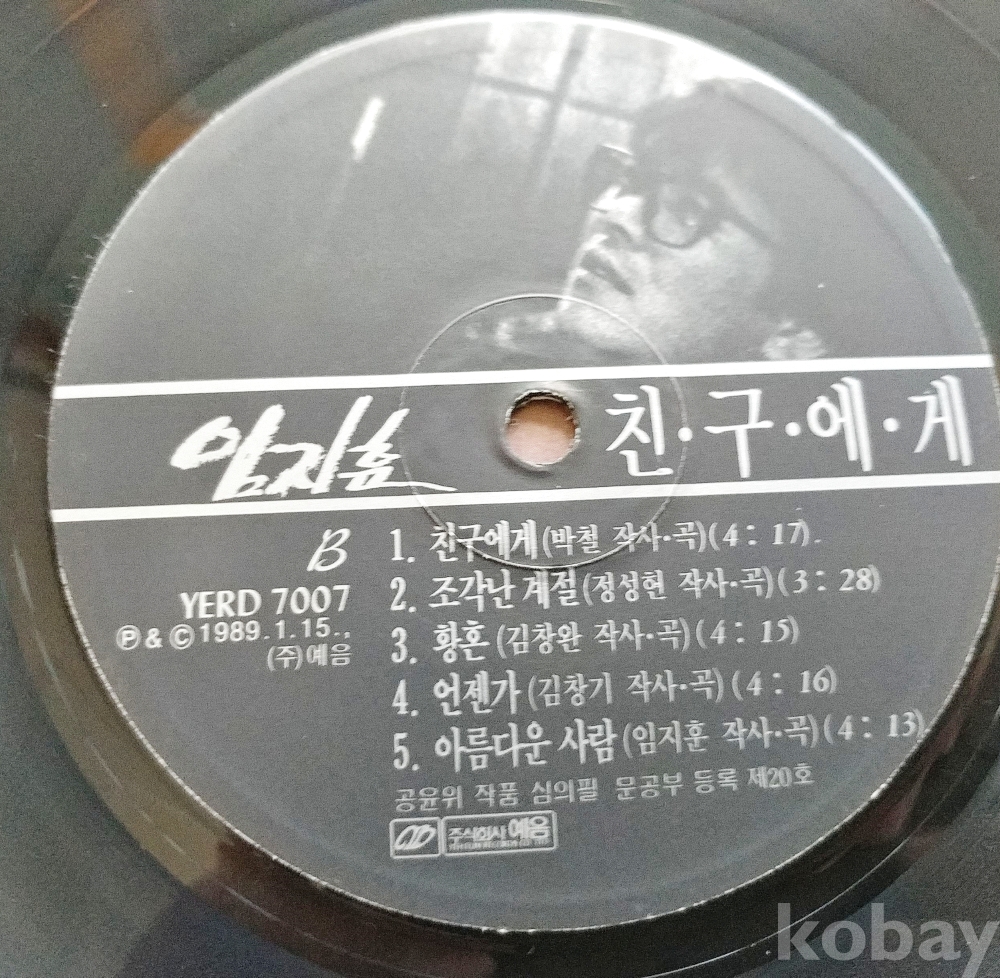 임지훈
친·구·에·게
B
YERD 7007
Ⓟ & Ⓒ 1989.1.15.,
(주)예음
1. 친구에게(박철 작사·곡)(4 : 17).
2. 조각난 계절(정성헌 작사·곡)(3 : 28)
3. 황혼(김창완 작사·곡)(4 : 15)
4. 언젠가(김창기 작사·곡)(4 : 16)
5. 아름다운 사람(임지훈 작사·곡)(4 : 13)
공윤위 작품 심의필 문공부 등록 제20호
주식회사 예음
kobay